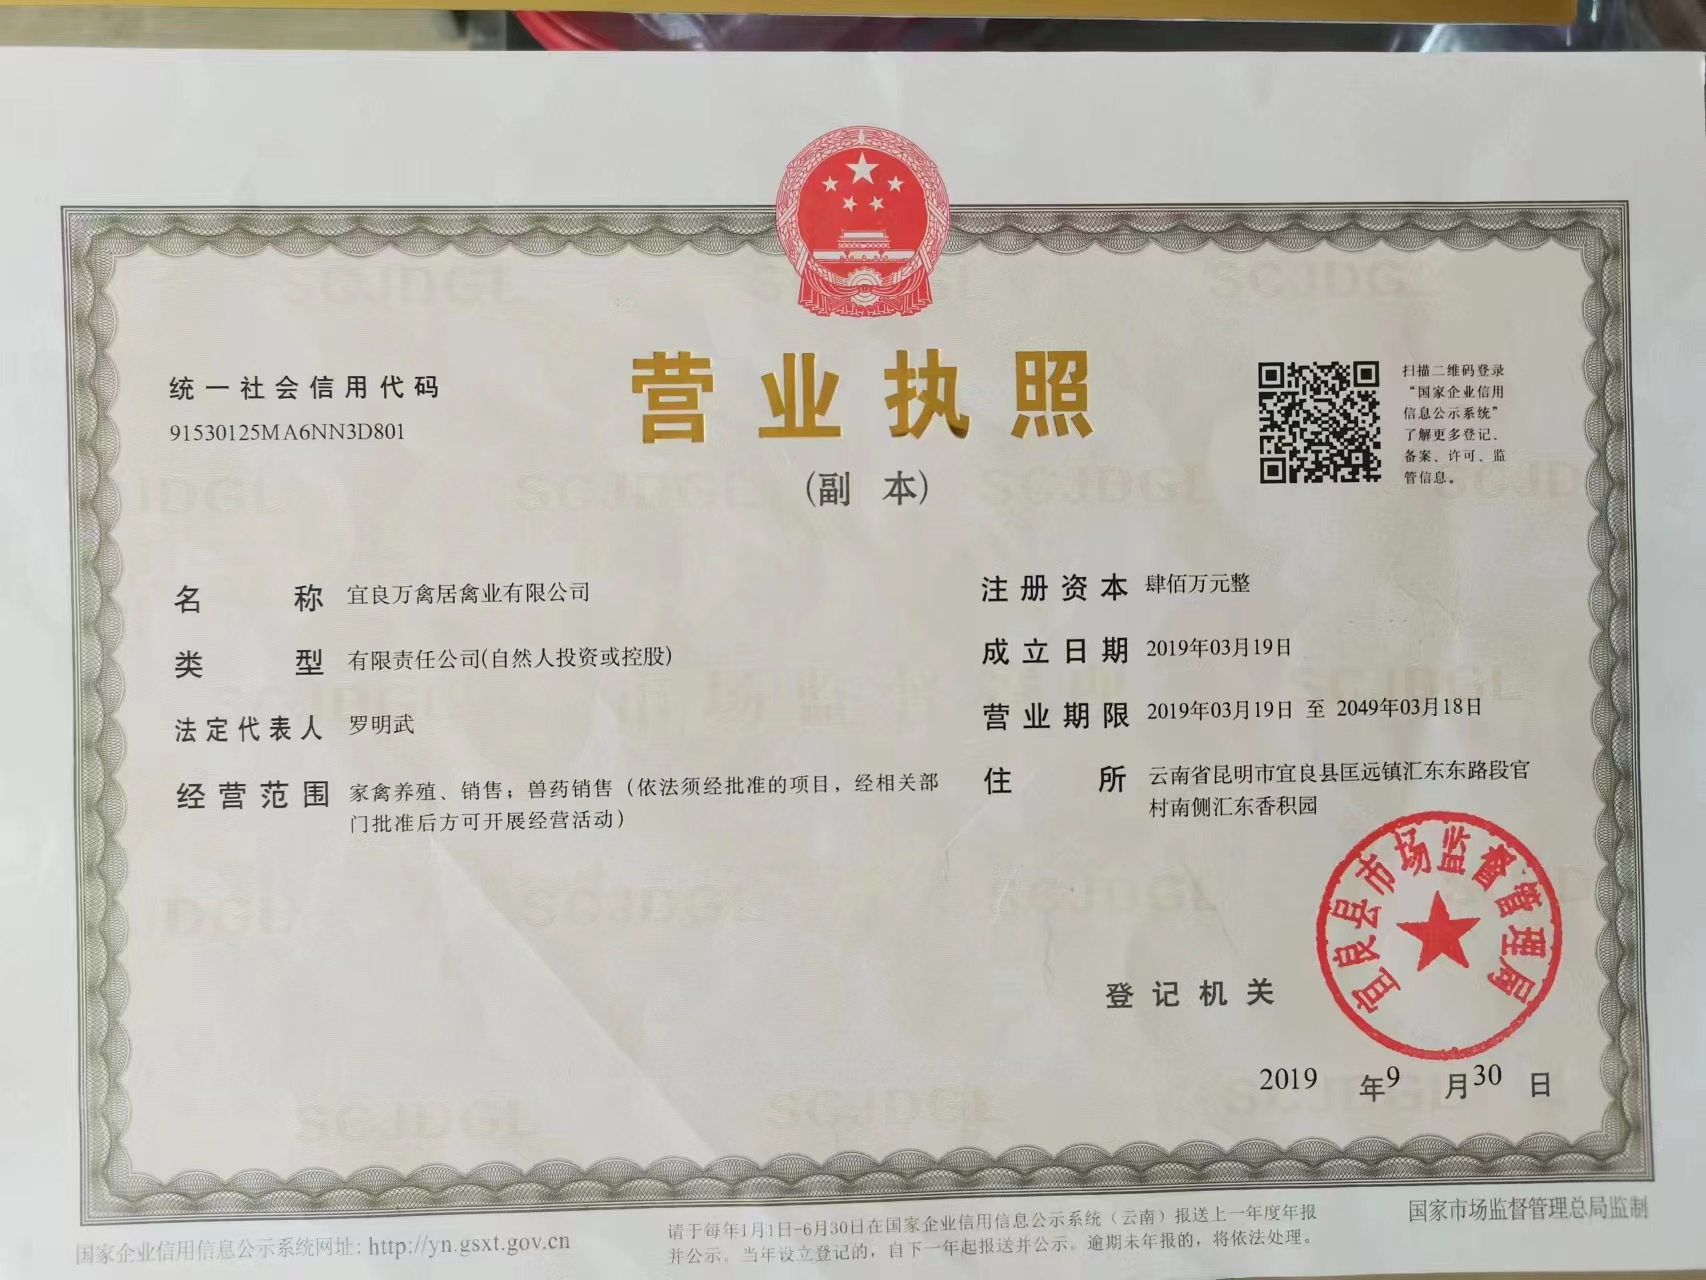 统一社会信用代码
91530125MA6NN3D801
营业执照
(副 本)
扫描二维码登录
“国家企业信用
信息公示系统”
了解更多登记、
备案、许可、监
管信息。
名 称 宜良万禽居禽业有限公司
类 型 有限责任公司(自然人投资或控股)
法定代表人 罗明武
经营范围 家禽养殖、销售；兽药销售（依法须经批准的项目，经相关部
门批准后方可开展经营活动）
注册资本 肆佰万元整
成立日期 2019年03月19日
营业期限 2019年03月19日 至 2049年03月18日
住 所 云南省昆明市宜良县匡远镇汇东东路段官
村南侧汇东香积园
宜良县市场监督管理局
登记机关
2019 年9 月30 日
国家企业信用信息公示系统网址: http://yn.gsxt.gov.cn
请于每年1月1日-6月30日在国家企业信用信息公示系统（云南）报送上一年度年报
并公示。当年设立登记的，自下一年起报送并公示。逾期未年报的，将依法处理。
国家市场监督管理总局监制
SCJDGL
市场监督管理